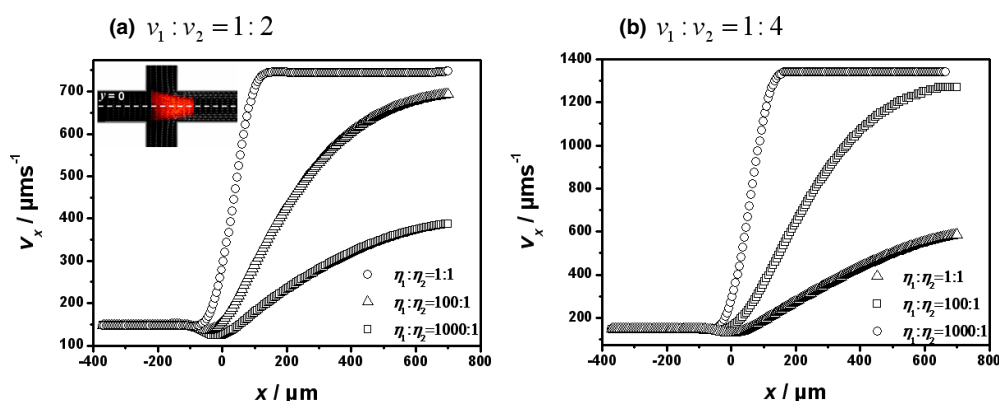 (a) v₁ : v₂ = 1 : 2
700
600
500
400
300
200
100
vₓ / µms⁻¹
y = 0
η₁:η₂=1:1
η₁:η₂=100:1
η₁:η₂=1000:1
-400 -200 0 200 400 600 800
x / µm
(b) v₁ : v₂ = 1 : 4
1400
1200
1000
800
600
400
200
vₓ / µms⁻¹
η₁:η₂=1:1
η₁:η₂=100:1
η₁:η₂=1000:1
-400 -200 0 200 400 600 800
x / µm